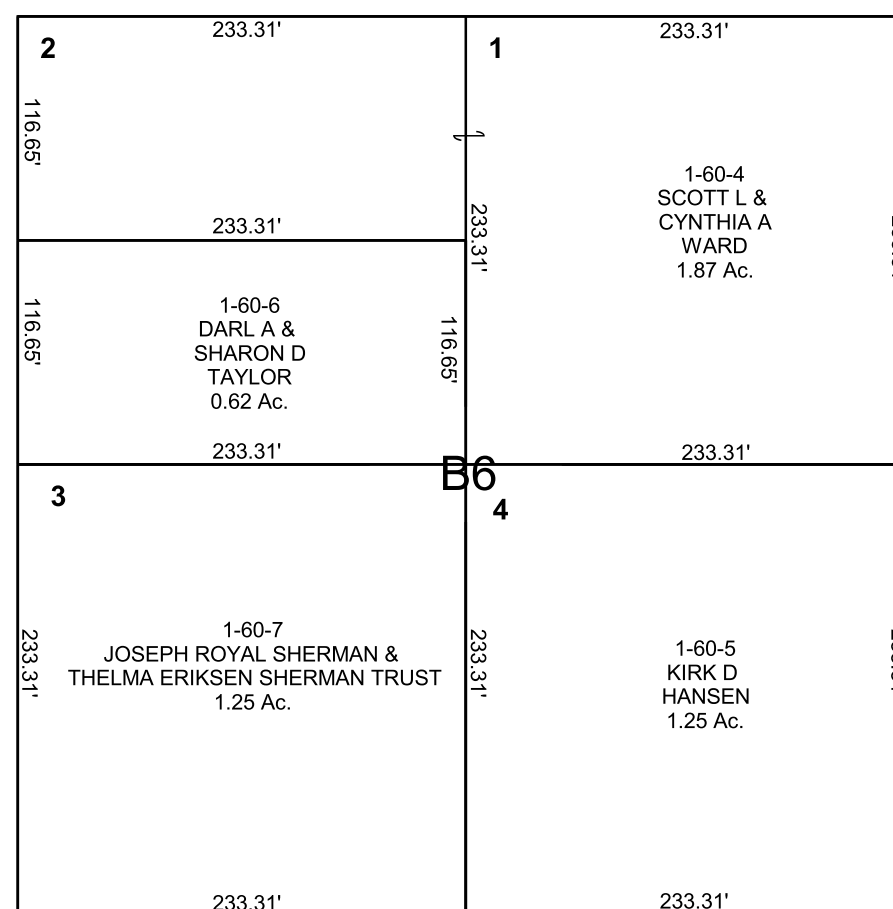 2
233.31'
1
233.31'
116.65'
233.31'
1-60-4
SCOTT L &
CYNTHIA A
WARD
1.87 Ac.
233.31'
116.65'
1-60-6
DARL A &
SHARON D
TAYLOR
0.62 Ac.
116.65'
233.31'
233.31'
B6
3
4
233.31'
1-60-7
JOSEPH ROYAL SHERMAN &
THELMA ERIKSEN SHERMAN TRUST
1.25 Ac.
233.31'
1-60-5
KIRK D
HANSEN
1.25 Ac.
233.31'
233.31'